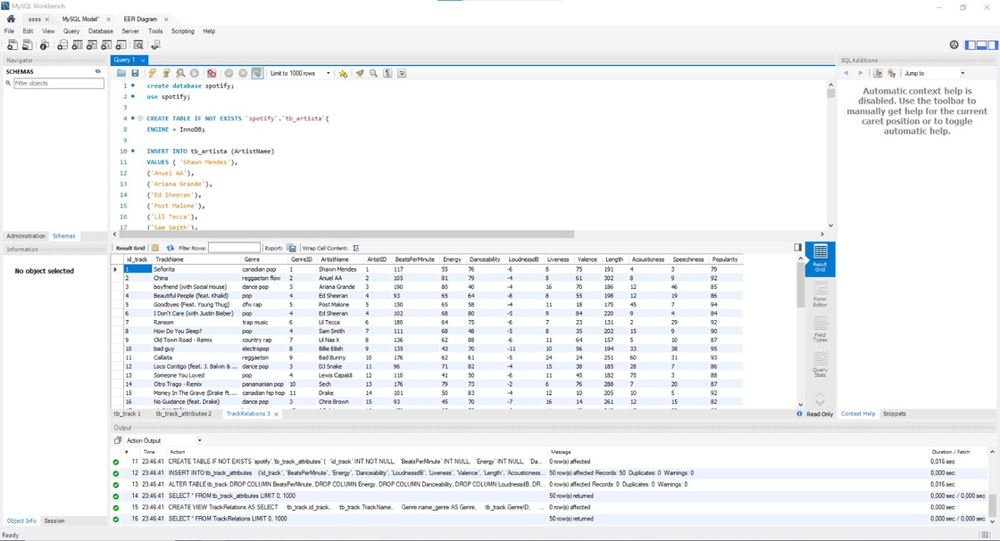 MySQL Workbench
ssss MySQL Model* EER Diagram
File Edit View Query Database Server Tools Scripting Help
Navigator Query 1 SQLAdditions
SCHEMAS
Filter objects
Limit to 1000 rows
Jump to
1 create database spotify;
2 use spotify;
3
4 CREATE TABLE IF NOT EXISTS `spotify`.`tb_artista`(
8 ENGINE = InnoDB;
9
10 INSERT INTO tb_artista (ArtistName)
11 VALUES ( 'Shawn Mendes'),
12 ('Anuel AA'),
13 ('Ariana Grande'),
14 ('Ed Sheeran'),
15 ('Post Malone'),
16 ('Lil Tecca'),
17 ('Sam Smith'),
Automatic context help is
disabled. Use the toolbar to
manually get help for the current
caret position or to toggle
automatic help.
Administration Schemas
Information
No object selected
Result Grid Filter Rows: Export: Wrap Cell Content:
id_track TrackName Genre GenreID ArtistName ArtistID BeatsPerMinute Energy Danceability LoudnessdB Liveness Valence Length Acousticness Speechiness Popularity
1 Señorita canadian pop 1 Shawn Mendes 1 117 55 76 -6 8 75 191 4 3 79
2 China reggaeton flow 2 Anuel AA 2 105 81 79 -4 8 61 302 8 9 92
3 boyfriend (with Social House) dance pop 3 Ariana Grande 3 190 80 40 -4 16 70 186 12 46 85
4 Beautiful People (feat. Khalid) pop 4 Ed Sheeran 4 93 65 64 -8 8 55 198 12 19 86
5 Goodbyes (Feat. Young Thug) dfw rap 5 Post Malone 5 150 65 58 -4 11 18 175 45 7 94
6 I Don't Care (with Justin Bieber) pop 4 Ed Sheeran 4 102 68 80 -5 9 84 220 9 4 84
7 Ransom trap music 6 Lil Tecca 6 180 64 75 -6 7 23 131 2 29 92
8 How Do You Sleep? pop 4 Sam Smith 7 111 68 48 -5 8 35 202 15 9 90
9 Old Town Road - Remix country rap 7 Lil Nas X 8 136 62 88 -6 11 64 157 5 10 87
10 bad guy electropop 8 Billie Eilish 9 135 43 70 -11 10 56 194 33 38 95
11 Callaita reggaeton 9 Bad Bunny 10 176 62 61 -5 24 24 251 60 31 93
12 Loco Contigo (feat. J. Balvin & ... dance pop 3 DJ Snake 11 96 71 82 -4 15 38 185 28 7 86
13 Someone You Loved pop 4 Lewis Capaldi 12 110 41 50 -6 11 45 182 75 3 88
14 Otro Trago - Remix panamanian pop 10 Sech 13 176 79 73 -2 6 76 288 7 20 87
15 Money In The Grave (Drake ft.... canadian hip hop 11 Drake 14 101 50 83 -4 12 10 205 10 5 92
16 No Guidance (feat. Drake) dance pop 3 Chris Brown 15 93 45 70 -7 16 14 261 12 15 82
Result
Grid
Form
Editor
Field
Types
Query
Stats
tb_track 1 tb_track_attributes 2 TrackRelations 3 Read Only Context Help Snippets
Output
Action Output
# Time Action Message Duration / Fetch
11 23:46:41 CREATE TABLE IF NOT EXISTS `spotify`.`tb_track_attributes` ( `id_track` INT NOT NULL, `BeatsPerMinute` INT NULL, `Energy` INT NULL, `Da... 0 row(s) affected 0,016 sec
12 23:46:41 INSERT INTO tb_track_attributes (`id_track`, `BeatsPerMinute`, `Energy`, `Danceability`, `LoudnessdB`, `Liveness`, `Valence`, `Length`, `Acousticness... 50 row(s) affected Records: 50 Duplicates: 0 Warnings: 0 0,000 sec
13 23:46:41 ALTER TABLE tb_track DROP COLUMN BeatsPerMinute, DROP COLUMN Energy, DROP COLUMN Danceability, DROP COLUMN LoudnessdB, DR... 0 row(s) affected Records: 0 Duplicates: 0 Warnings: 0 0,016 sec
14 23:46:41 SELECT * FROM tb_track_attributes LIMIT 0, 1000 50 row(s) returned 0,000 sec / 0,000 sec
15 23:46:41 CREATE VIEW TrackRelations AS SELECT tb_track.id_track, tb_track.TrackName, Genre.name_genre AS Genre, tb_track.GenreID, ... 0 row(s) affected 0,000 sec
16 23:46:41 SELECT * FROM TrackRelations LIMIT 0, 1000 50 row(s) returned 0,000 sec / 0,000 sec
Object Info Session
Ready